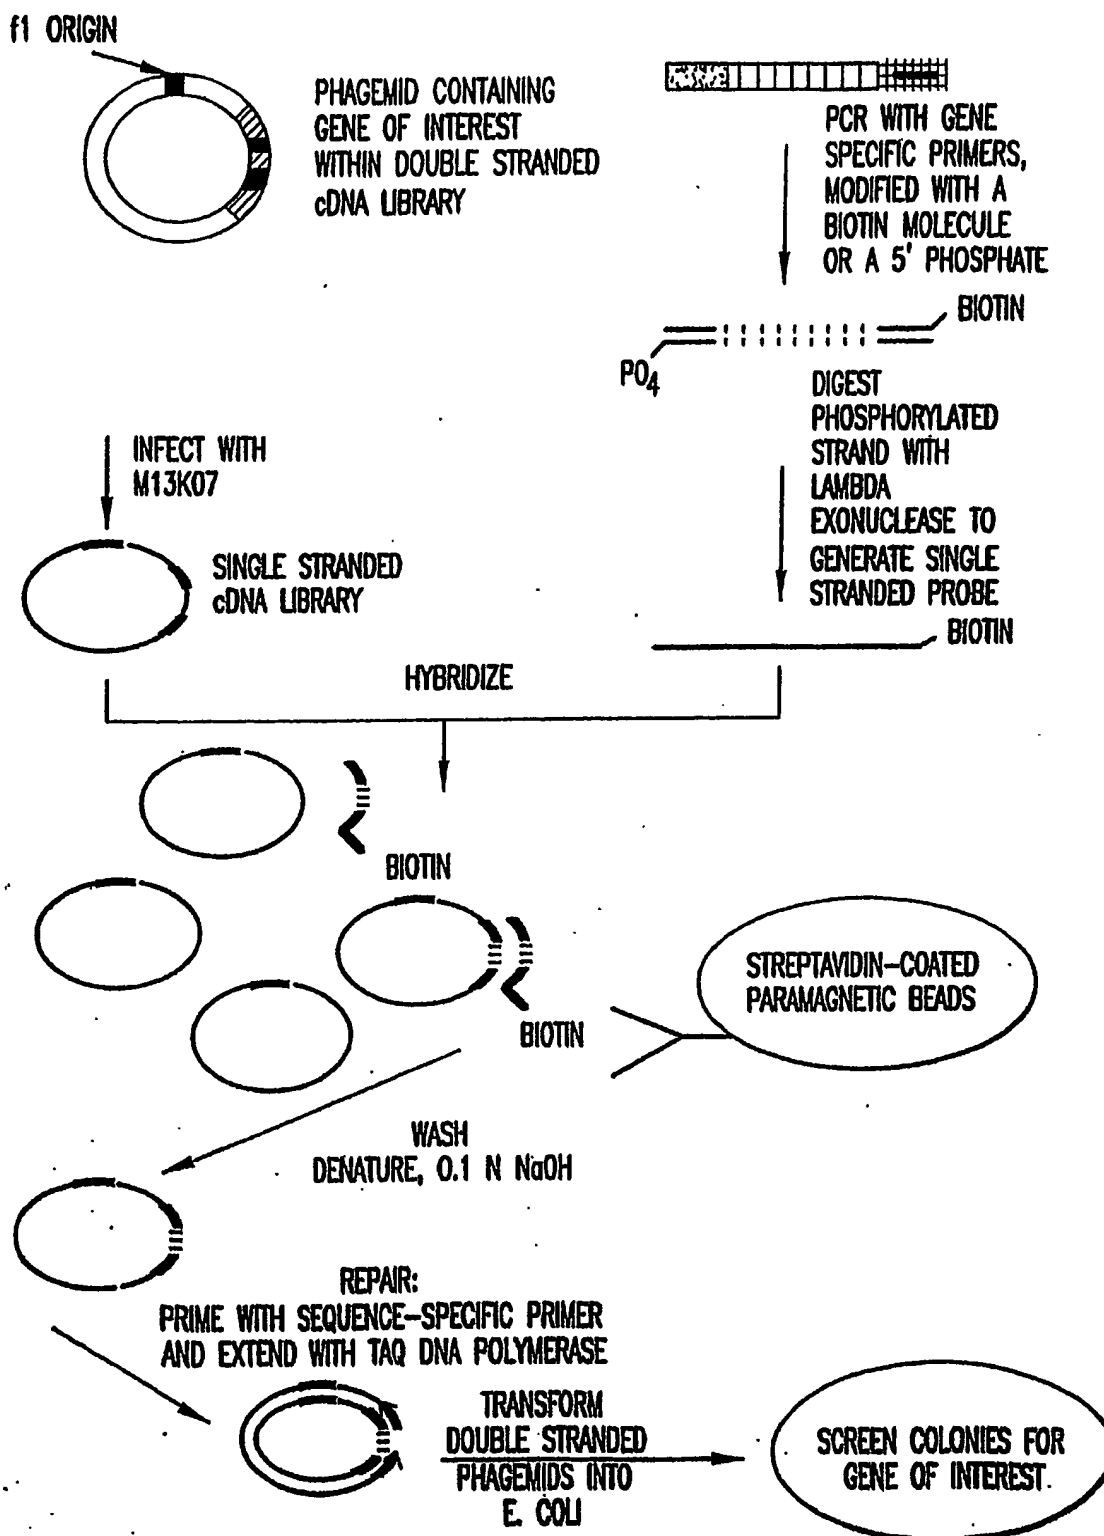 f1 ORIGIN
PHAGEMID CONTAINING
GENE OF INTEREST
WITHIN DOUBLE STRANDED
cDNA LIBRARY
PCR WITH GENE
SPECIFIC PRIMERS,
MODIFIED WITH A
BIOTIN MOLECULE
OR A 5' PHOSPHATE
BIOTIN
PO4
DIGEST
PHOSPHORYLATED
STRAND WITH
LAMBDA
EXONUCLEASE TO
GENERATE SINGLE
STRANDED PROBE
BIOTIN
INFECT WITH
M13K07
SINGLE STRANDED
cDNA LIBRARY
HYBRIDIZE
BIOTIN
BIOTIN
STREPTAVIDIN-COATED
PARAMAGNETIC BEADS
WASH
DENATURE, 0.1 N NaOH
REPAIR:
PRIME WITH SEQUENCE-SPECIFIC PRIMER
AND EXTEND WITH TAQ DNA POLYMERASE
TRANSFORM
DOUBLE STRANDED
PHAGEMIDS INTO
E. COLI
SCREEN COLONIES FOR
GENE OF INTEREST